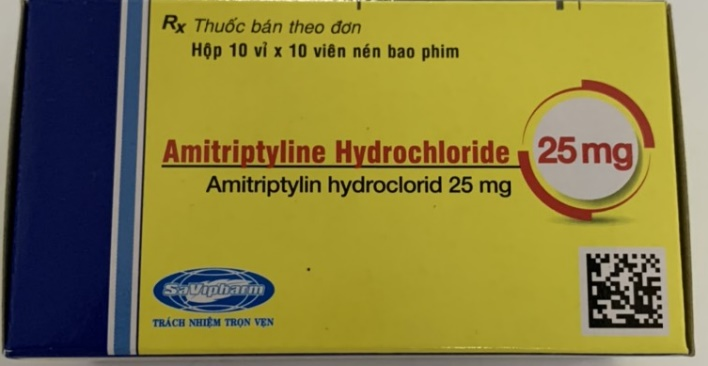 Rx Thuốc bán theo đơn
Hộp 10 vỉ x 10 viên nén bao phim
Amitriptyline Hydrochloride 25 mg
Amitriptylin hydroclorid 25 mg
SaVipharm
TRÁCH NHIỆM TRỌN VẸN